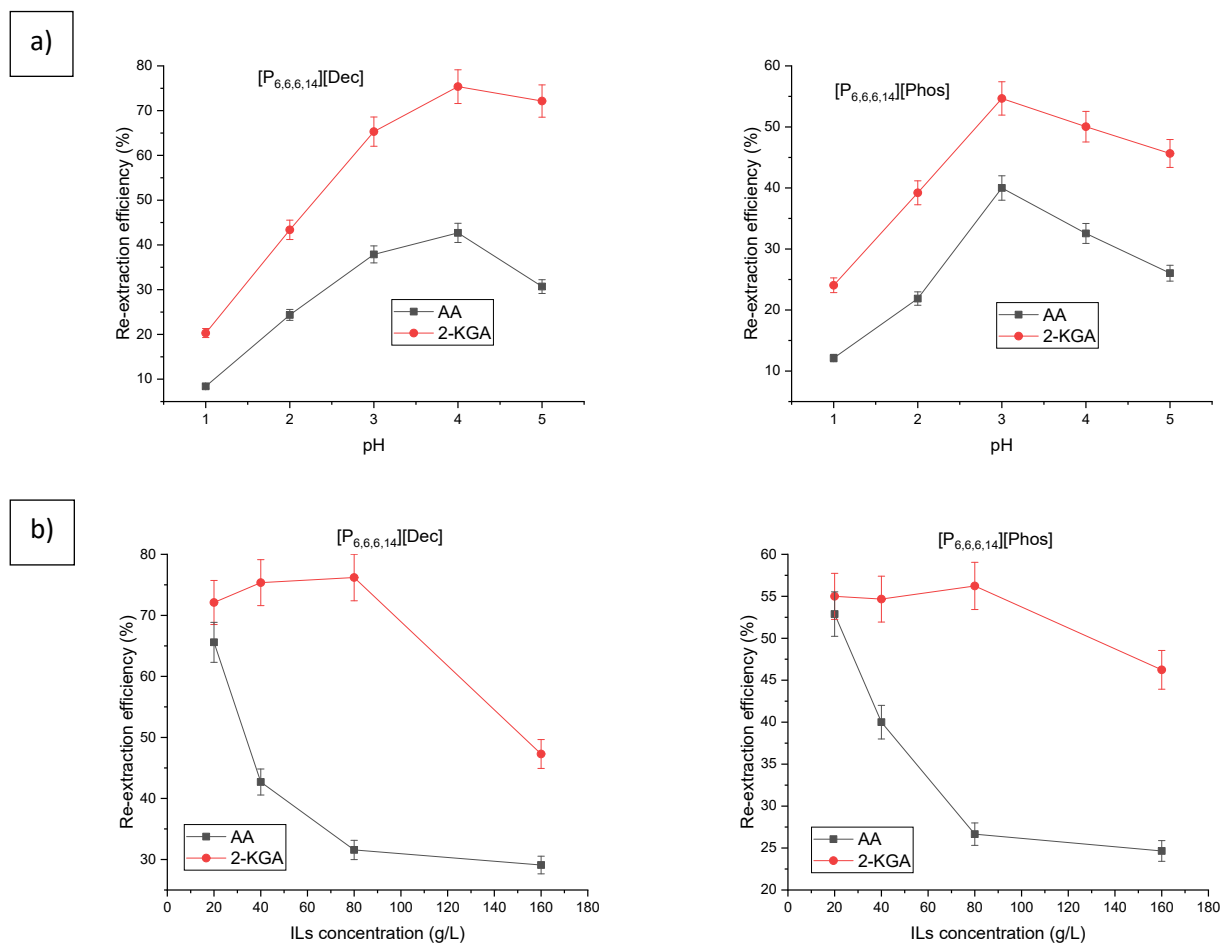 a)
[P6,6,6,14][Dec]
Re-extraction efficiency (%)
80
70
60
50
40
30
20
10
AA
2-KGA
1 2 3 4 5
pH
[P6,6,6,14][Phos]
Re-extraction efficiency (%)
60
50
40
30
20
10
AA
2-KGA
1 2 3 4 5
pH
b)
[P6,6,6,14][Dec]
Re-extraction efficiency (%)
80
70
60
50
40
30
AA
2-KGA
0 20 40 60 80 100 120 140 160 180
ILs concentration (g/L)
[P6,6,6,14][Phos]
Re-extraction efficiency (%)
60
55
50
45
40
35
30
25
20
AA
2-KGA
0 20 40 60 80 100 120 140 160 180
ILs concentration (g/L)